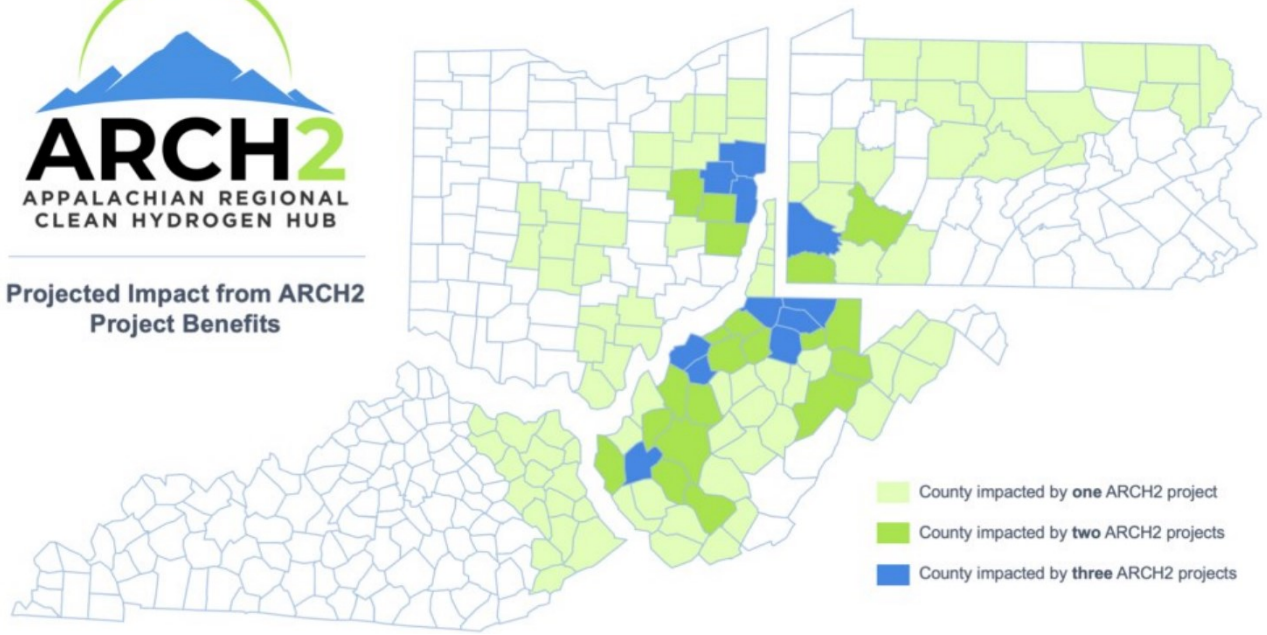 ARCH2
APPALACHIAN REGIONAL
CLEAN HYDROGEN HUB
Projected Impact from ARCH2
Project Benefits
County impacted by one ARCH2 project
County impacted by two ARCH2 projects
County impacted by three ARCH2 projects